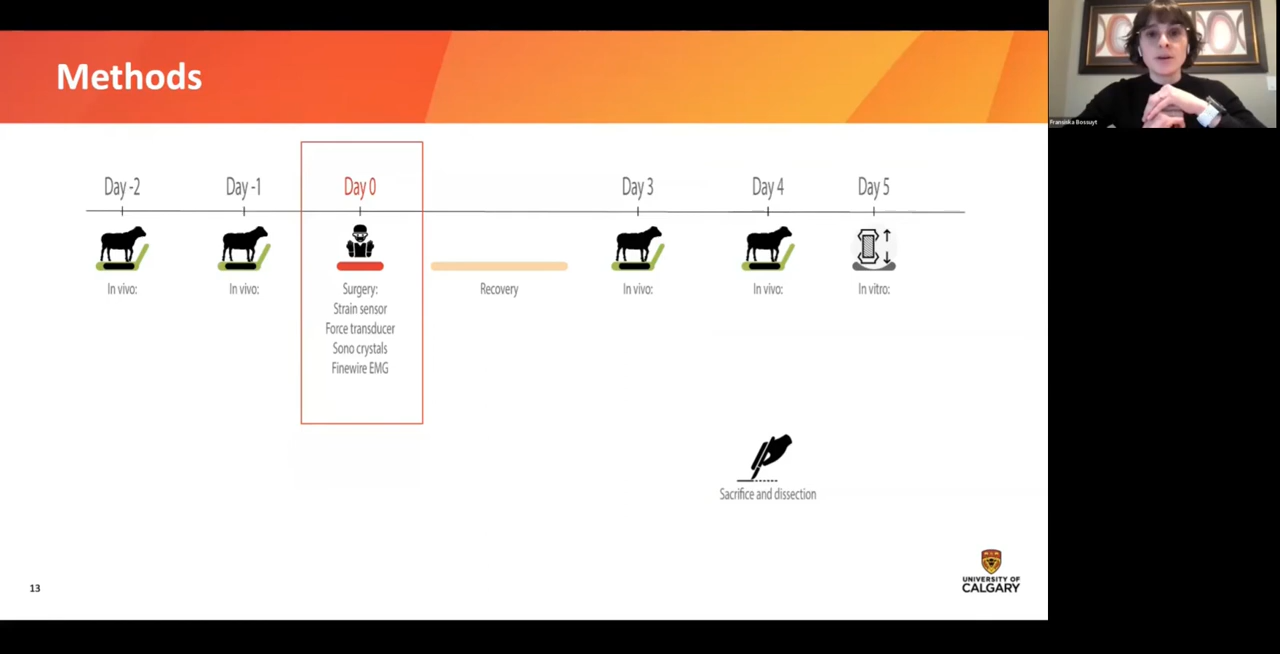 Methods
Fransiska Bossuyt
Day -2
Day -1
Day 0
Day 3
Day 4
Day 5
In vivo:
In vivo:
Surgery:
Strain sensor
Force transducer
Sono crystals
Finewire EMG
Recovery
In vivo:
In vivo:
In vitro:
Sacrifice and dissection
UNIVERSITY OF
CALGARY
13